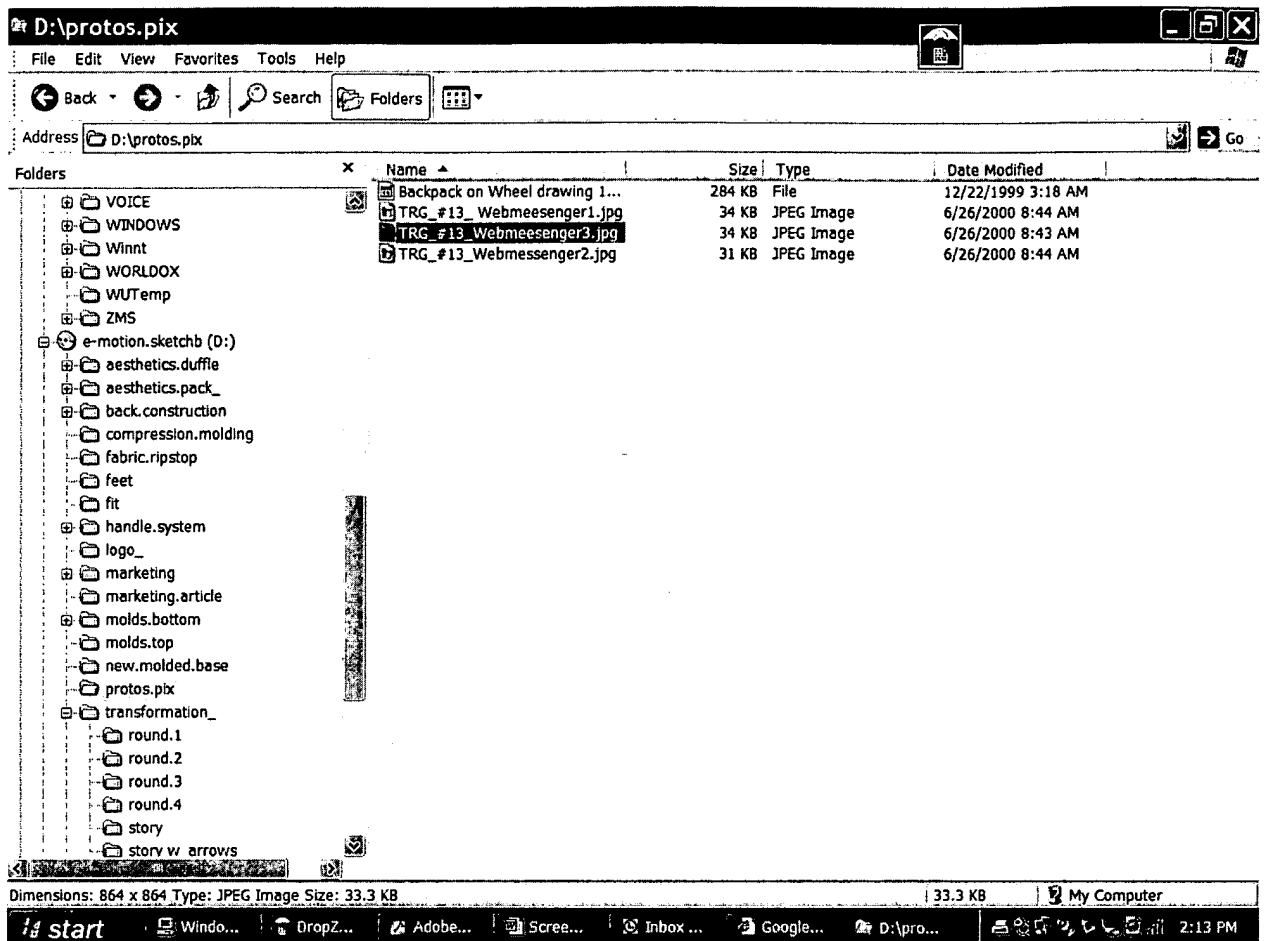 D:\protos.pix
File Edit View Favorites Tools Help
Back Search Folders
Address D:\protos.pix Go
Folders
VOICE
WINDOWS
Winnt
WORLDOX
WUTemp
ZMS
e-motion.sketchb (D:)
aesthetics.duffle
aesthetics.pack_
back.construction
compression.molding
fabric.ripstop
feet
fit
handle.system
logo_
marketing
marketing.article
molds.bottom
molds.top
new.molded.base
protos.pix
transformation_
round.1
round.2
round.3
round.4
story
story w arrows
Name Size Type Date Modified
Backpack on Wheel drawing 1... 284 KB File 12/22/1999 3:18 AM
TRG_#13_ Webmeesenger1.jpg 34 KB JPEG Image 6/26/2000 8:44 AM
TRG_#13_Webmeesenger3.jpg 34 KB JPEG Image 6/26/2000 8:43 AM
TRG_#13_Webmessenger2.jpg 31 KB JPEG Image 6/26/2000 8:44 AM
Dimensions: 864 x 864 Type: JPEG Image Size: 33.3 KB 33.3 KB My Computer
start Windo... DropZ... Adobe... Scree... Inbox ... Google... D:\pro... 2:13 PM